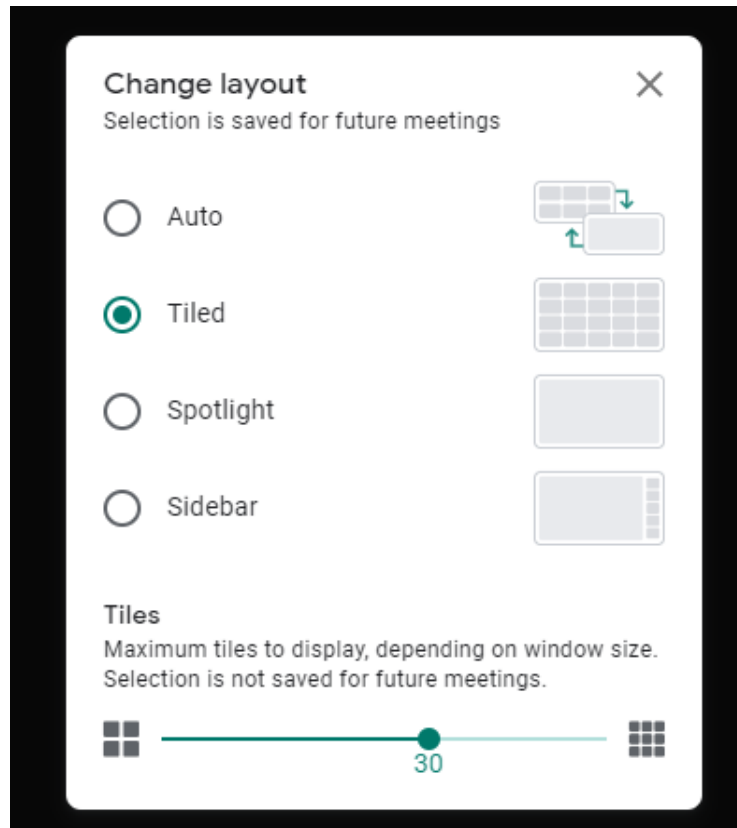 Change layout
Selection is saved for future meetings
Auto
Tiled
Spotlight
Sidebar
Tiles
Maximum tiles to display, depending on window size.
Selection is not saved for future meetings.
30